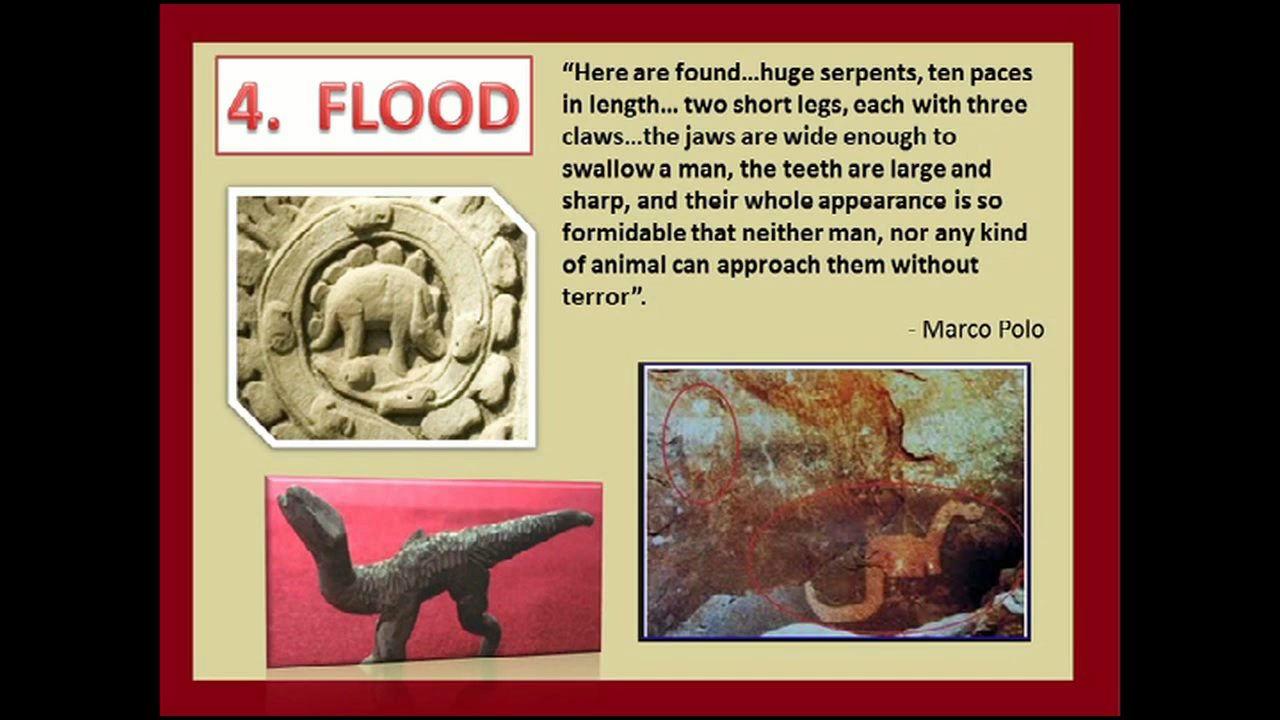 4. FLOOD
“Here are found...huge serpents, ten paces
in length... two short legs, each with three
claws...the jaws are wide enough to
swallow a man, the teeth are large and
sharp, and their whole appearance is so
formidable that neither man, nor any kind
of animal can approach them without
terror”.
- Marco Polo